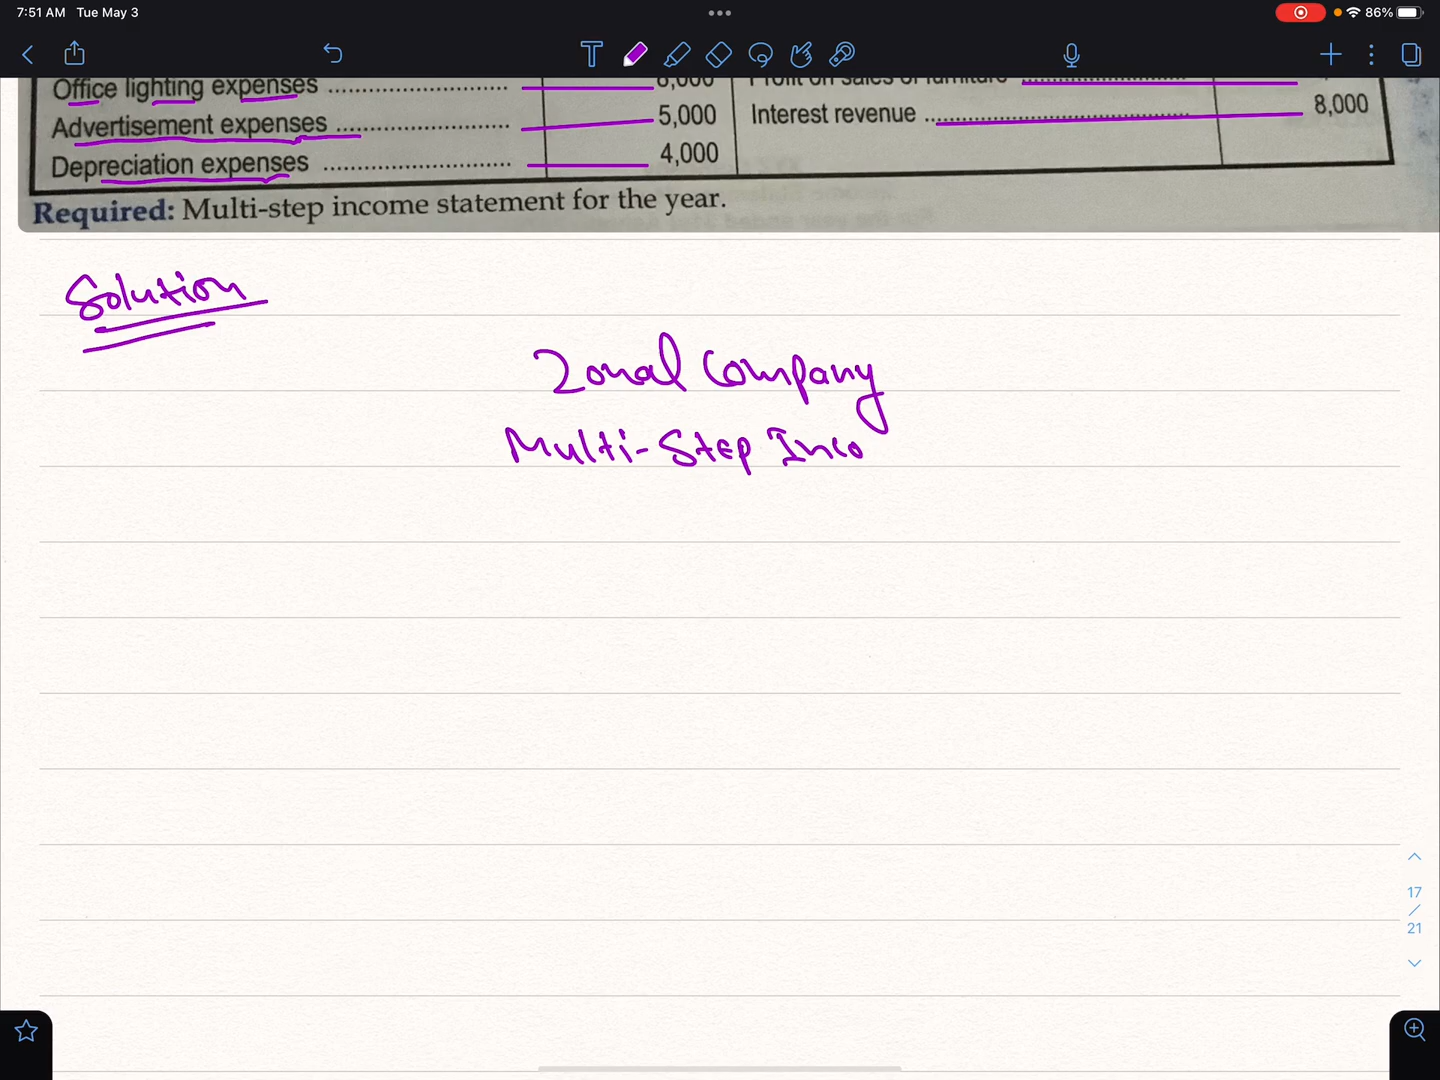 7:51 AM Tue May 3
86%
Office lighting expenses ................................
Advertisement expenses ................................ 5,000 Interest revenue ................................ 8,000
Depreciation expenses ................................ 4,000
Required: Multi-step income statement for the year.
Solution
Zonal Company
Multi-Step Inco
17
/
21